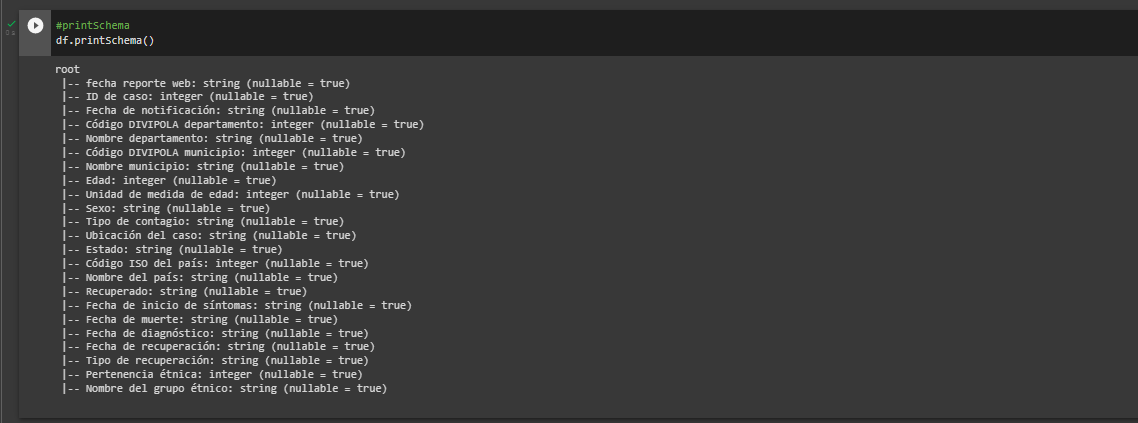 #printSchema
df.printSchema()
root
|-- fecha reporte web: string (nullable = true)
|-- ID de caso: integer (nullable = true)
|-- Fecha de notificación: string (nullable = true)
|-- Código DIVIPOLA departamento: integer (nullable = true)
|-- Nombre departamento: string (nullable = true)
|-- Código DIVIPOLA municipio: integer (nullable = true)
|-- Nombre municipio: string (nullable = true)
|-- Edad: integer (nullable = true)
|-- Unidad de medida de edad: integer (nullable = true)
|-- Sexo: string (nullable = true)
|-- Tipo de contagio: string (nullable = true)
|-- Ubicación del caso: string (nullable = true)
|-- Estado: string (nullable = true)
|-- Código ISO del país: integer (nullable = true)
|-- Nombre del país: string (nullable = true)
|-- Recuperado: string (nullable = true)
|-- Fecha de inicio de síntomas: string (nullable = true)
|-- Fecha de muerte: string (nullable = true)
|-- Fecha de diagnóstico: string (nullable = true)
|-- Fecha de recuperación: string (nullable = true)
|-- Tipo de recuperación: string (nullable = true)
|-- Pertenencia étnica: integer (nullable = true)
|-- Nombre del grupo étnico: string (nullable = true)